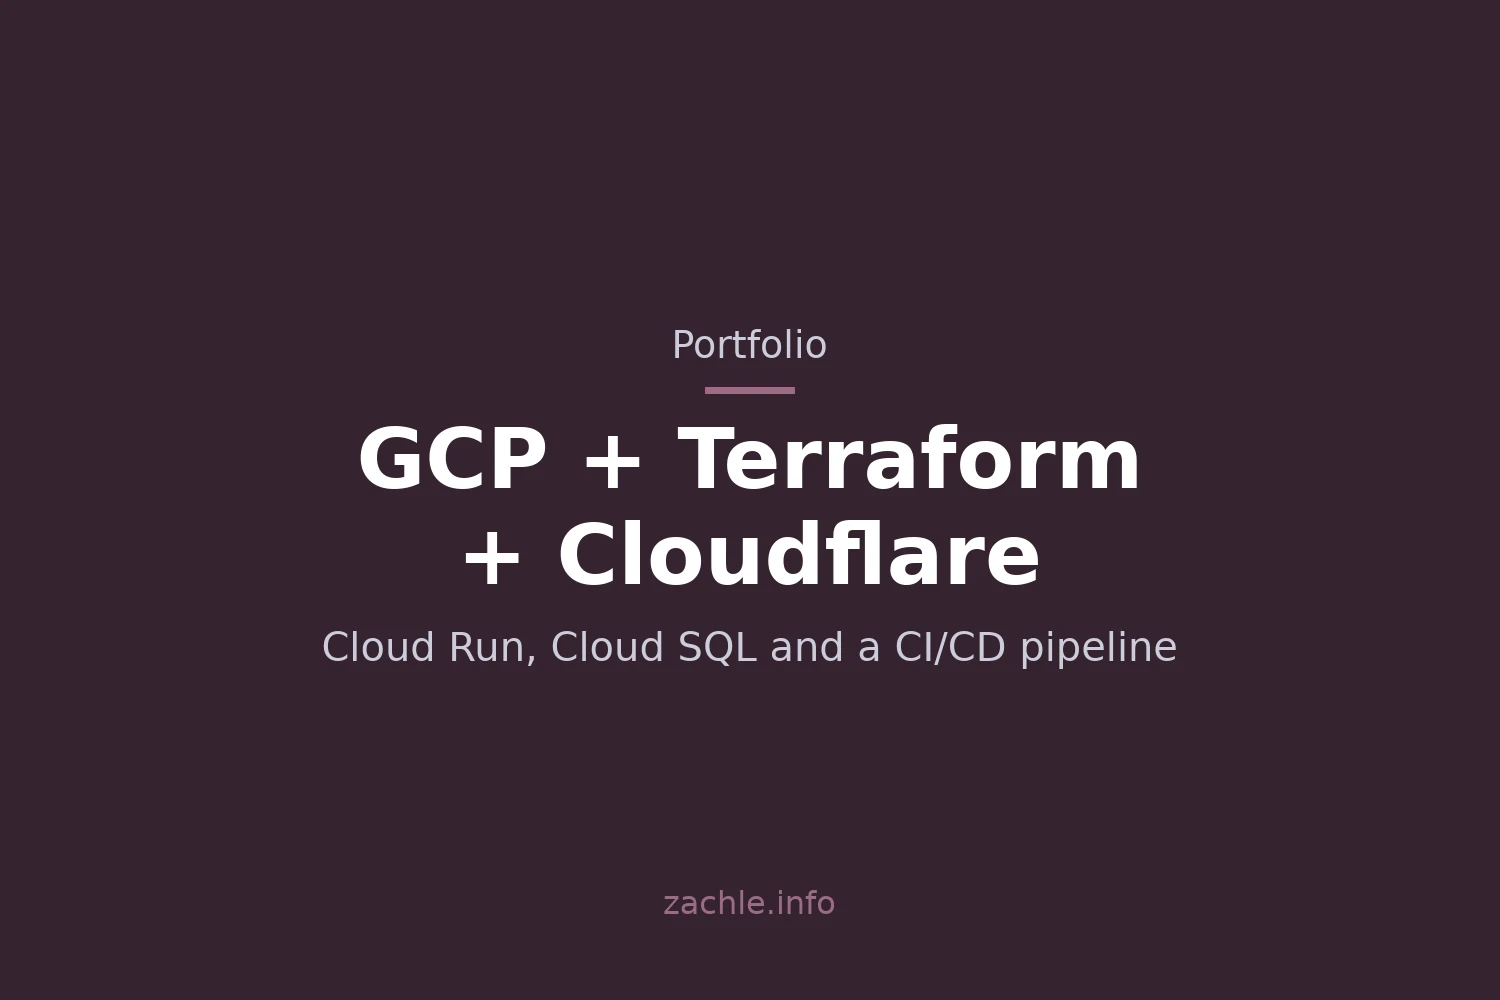 Portfolio
GCP + Terraform
+ Cloudflare
Cloud Run, Cloud SQL and a CI/CD pipeline
zachle.info